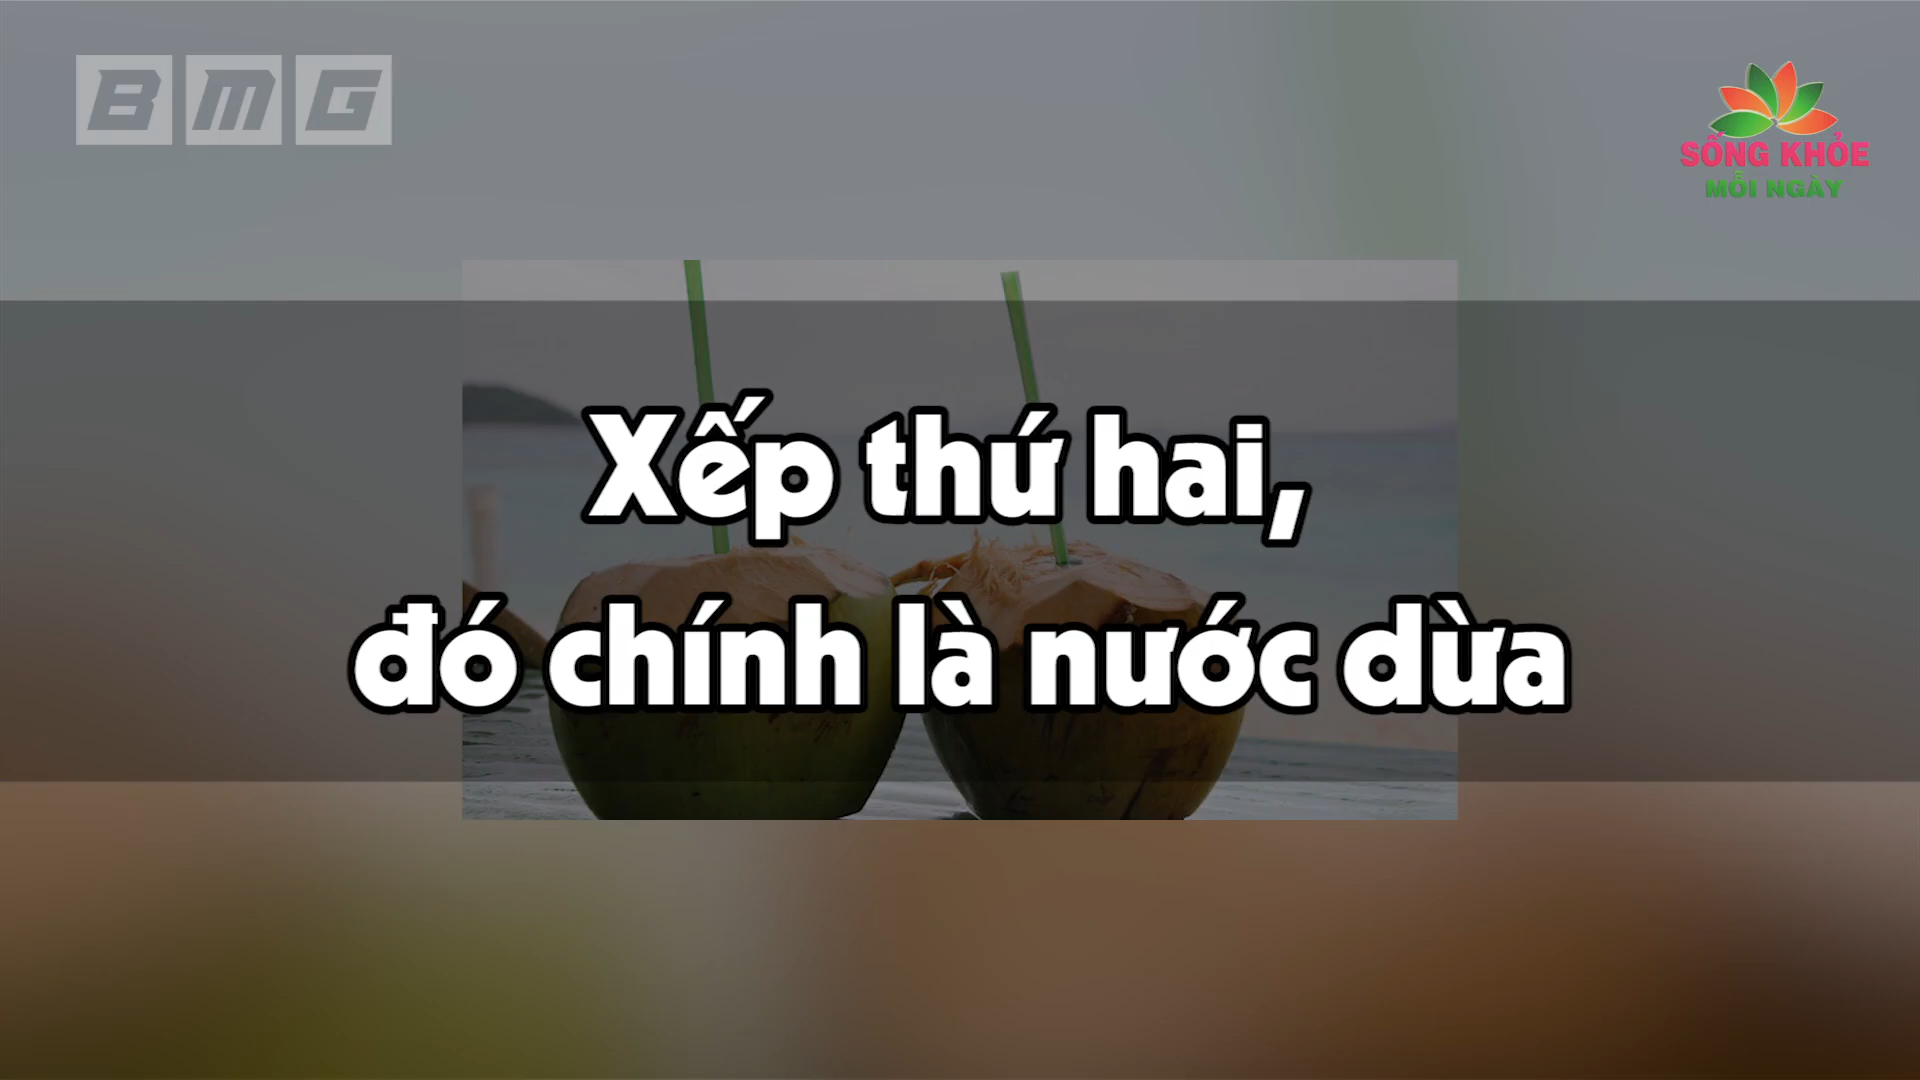 BMG
SỐNG KHỎE
MỖI NGÀY
Xếp thứ hai,
đó chính là nước dừa